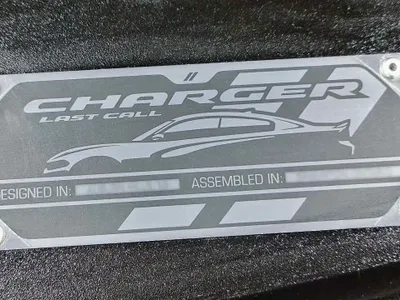 CHARGER
LAST CALL
ESIGNED IN: ASSEMBLED IN: